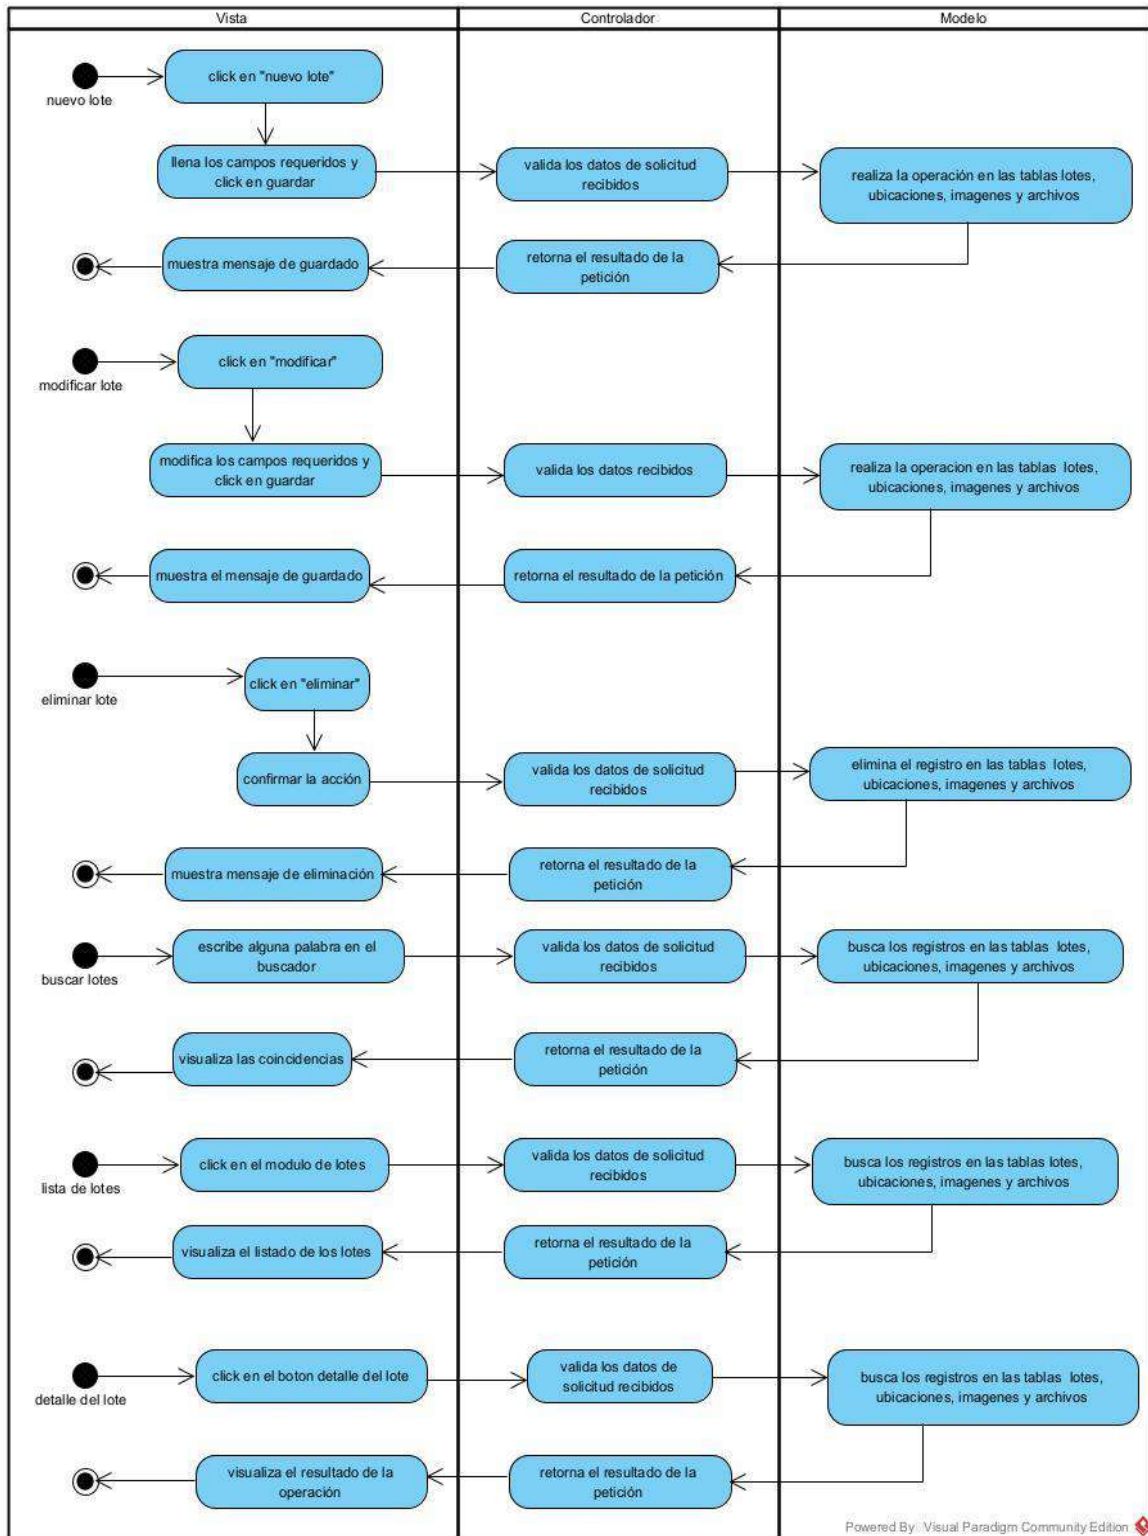 Vista
Controlador
Modelo
click en "nuevo lote"
nuevo lote
llena los campos requeridos y
click en guardar
valida los datos de solicitud
recibidos
realiza la operación en las tablas lotes,
ubicaciones, imagenes y archivos
muestra mensaje de guardado
retorna el resultado de la
petición
click en "modificar"
modificar lote
modifica los campos requeridos y
click en guardar
valida los datos recibidos
realiza la operacion en las tablas lotes,
ubicaciones, imagenes y archivos
muestra el mensaje de guardado
retorna el resultado de la petición
click en "eliminar"
eliminar lote
confirmar la acción
valida los datos de solicitud
recibidos
elimina el registro en las tablas lotes,
ubicaciones, imagenes y archivos
muestra mensaje de eliminación
retorna el resultado de la
petición
escribe alguna palabra en el
buscador
buscar lotes
valida los datos de solicitud
recibidos
busca los registros en las tablas lotes,
ubicaciones, imagenes y archivos
visualiza las coincidencias
retorna el resultado de la
petición
click en el modulo de lotes
lista de lotes
valida los datos de solicitud
recibidos
busca los registros en las tablas lotes,
ubicaciones, imagenes y archivos
visualiza el listado de los lotes
retorna el resultado de la
petición
click en el boton detalle del lote
detalle del lote
valida los datos de
solicitud recibidos
busca los registros en las tablas lotes,
ubicaciones, imagenes y archivos
visualiza el resultado de la
operación
retorna el resultado de la
petición
Powered By Visual Paradigm Community Edition